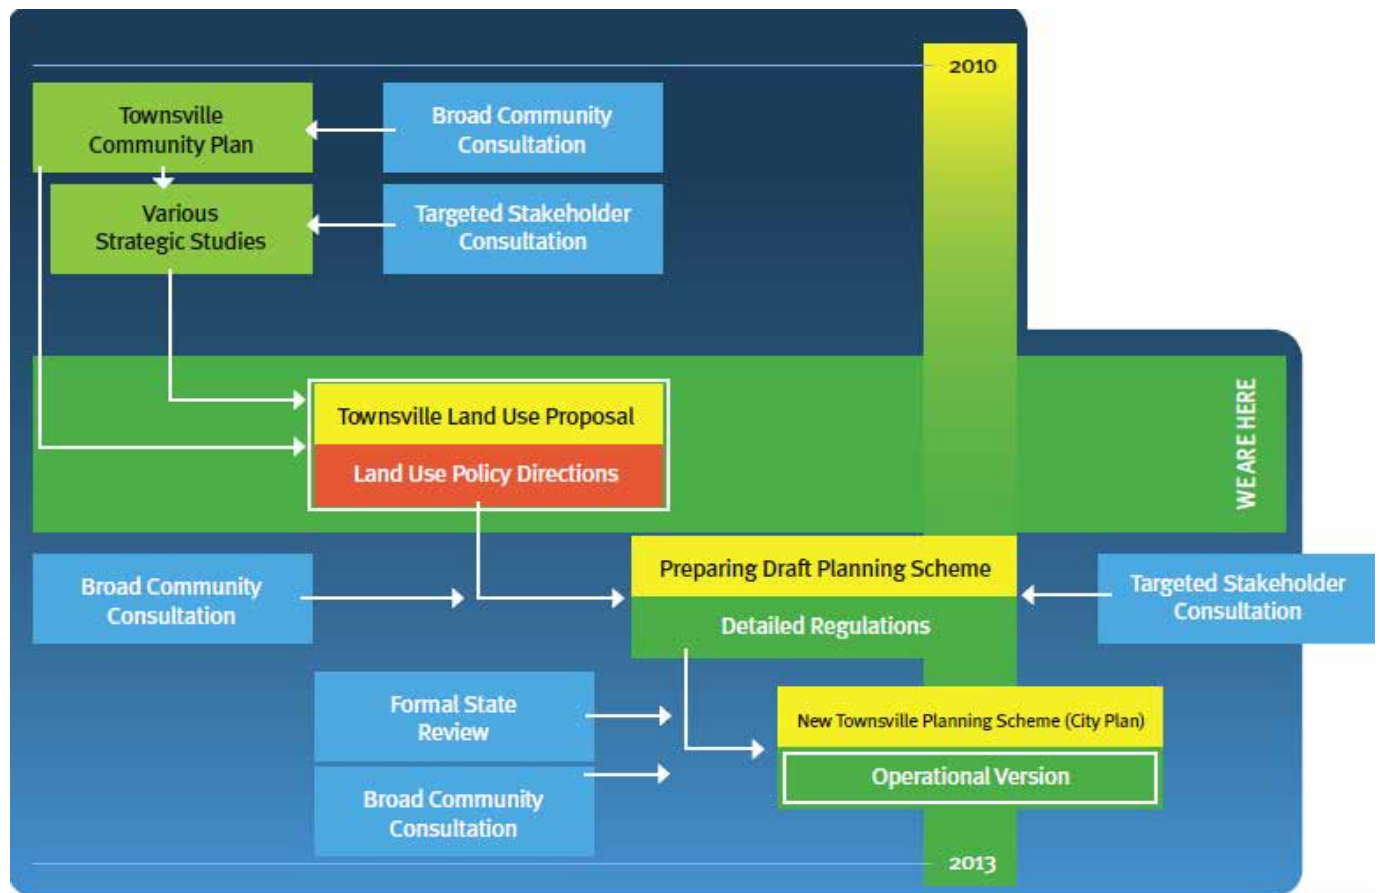 2010
Townsville
Community Plan
Broad Community
Consultation
Various
Strategic Studies
Targeted Stakeholder
Consultation
WE ARE HERE
Townsville Land Use Proposal
Land Use Policy Directions
Broad Community
Consultation
Preparing Draft Planning Scheme
Detailed Regulations
Targeted Stakeholder
Consultation
Formal State
Review
New Townsville Planning Scheme (City Plan)
Operational Version
Broad Community
Consultation
2013